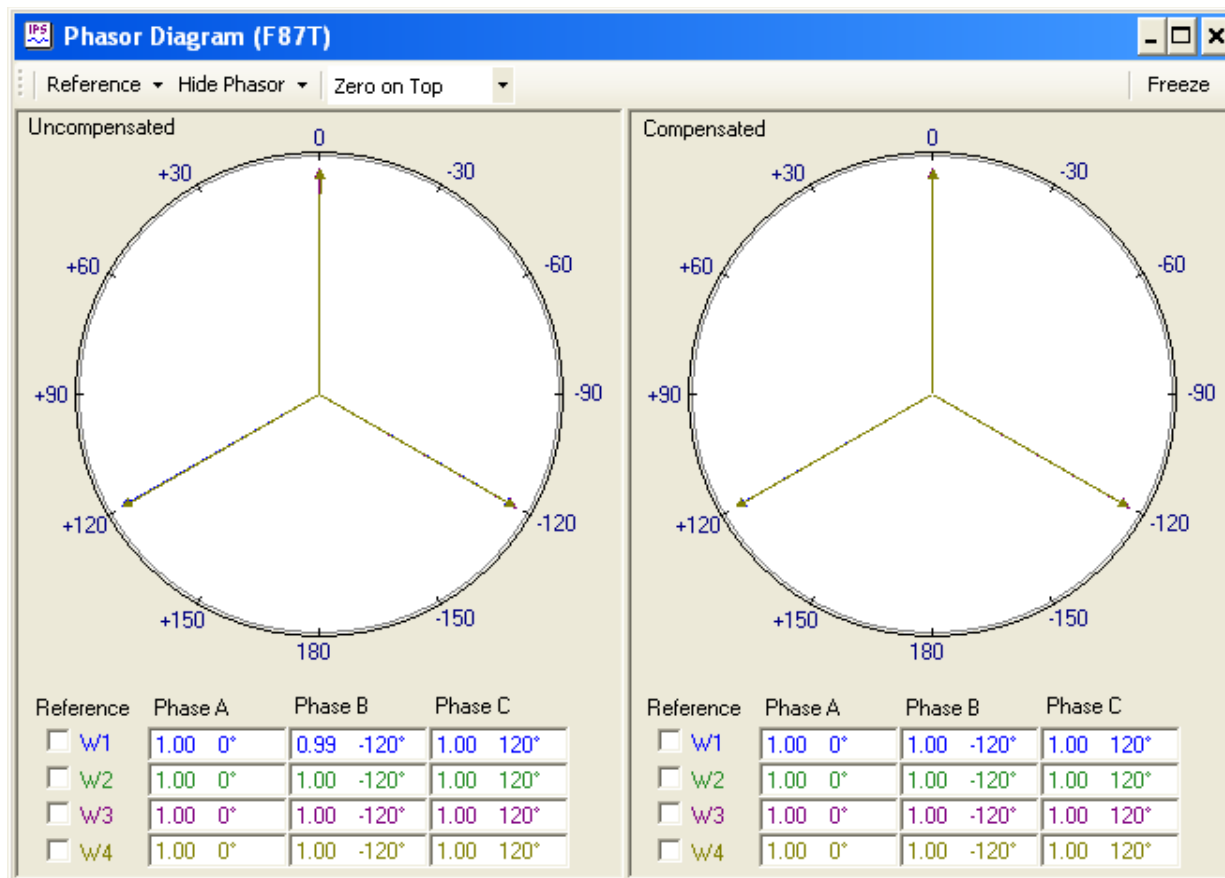 IPS
Phasor Diagram (F87T)
Reference Hide Phasor Zero on Top Freeze
Uncompensated
0
+30 -30
+60 -60
+90 -90
+120 -120
+150 -150
180
Reference Phase A Phase B Phase C
W1 1.00 0° 0.99 -120° 1.00 120°
W2 1.00 0° 1.00 -120° 1.00 120°
W3 1.00 0° 1.00 -120° 1.00 120°
W4 1.00 0° 1.00 -120° 1.00 120°
Compensated
0
+30 -30
+60 -60
+90 -90
+120 -120
+150 -150
180
Reference Phase A Phase B Phase C
W1 1.00 0° 1.00 -120° 1.00 120°
W2 1.00 0° 1.00 -120° 1.00 120°
W3 1.00 0° 1.00 -120° 1.00 120°
W4 1.00 0° 1.00 -120° 1.00 120°